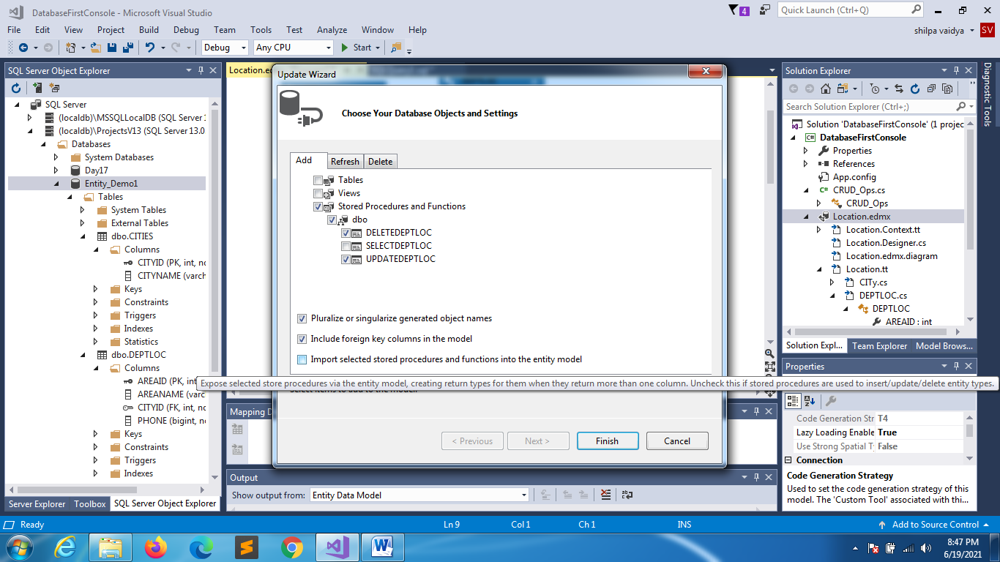 DatabaseFirstConsole - Microsoft Visual Studio
4
Quick Launch (Ctrl+Q)
File Edit View Project Build Debug Team Tools Test Analyze Window Help
shilpa vaidya SV
Debug Any CPU Start
SQL Server Object Explorer
SQL Server
(localdb)\MSSQLLocalDB (SQL Server
(localdb)\ProjectsV13 (SQL Server 13.0
Databases
System Databases
Day17
Entity_Demo1
Tables
System Tables
External Tables
dbo.CITIES
Columns
CITYID (PK, int, no
CITYNAME (varch
Keys
Constraints
Triggers
Indexes
Statistics
dbo.DEPTLOC
Columns
AREAID (PK, int
AREANAME (varc
CITYID (FK, int, no
PHONE (bigint, no
Keys
Constraints
Triggers
Indexes
Server Explorer Toolbox SQL Server Object Explorer
Update Wizard
Choose Your Database Objects and Settings
Add Refresh Delete
Tables
Views
Stored Procedures and Functions
dbo
DELETEDEPTLOC
SELECTDEPTLOC
UPDATEDEPTLOC
Pluralize or singularize generated object names
Include foreign key columns in the model
Import selected stored procedures and functions into the entity model
Expose selected store procedures via the entity model, creating return types for them when they return more than one column. Uncheck this if stored procedures are used to insert/update/delete entity types.
< Previous Next > Finish Cancel
Mapping D
Output
Show output from: Entity Data Model
Solution Explorer
Search Solution Explorer (Ctrl+;)
Solution 'DatabaseFirstConsole' (1 projec
DatabaseFirstConsole
Properties
References
App.config
CRUD_Ops.cs
CRUD_Ops
Location.edmx
Location.Context.tt
Location.Designer.cs
Location.edmx.diagram
Location.tt
CITy.cs
DEPTLOC.cs
DEPTLOC
AREAID : int
Solution Expl... Team Explorer Model Brows...
Properties
Code Generation Str T4
Lazy Loading Enable True
Use Strong Spatial Ty False
Connection
Code Generation Strategy
Used to set the code generation strategy of this
model. The 'Custom Tool' associated with thi...
Diagnostic Tools
Ready Ln 9 Col 1 Ch 1 INS Add to Source Control
8:47 PM
6/19/2021